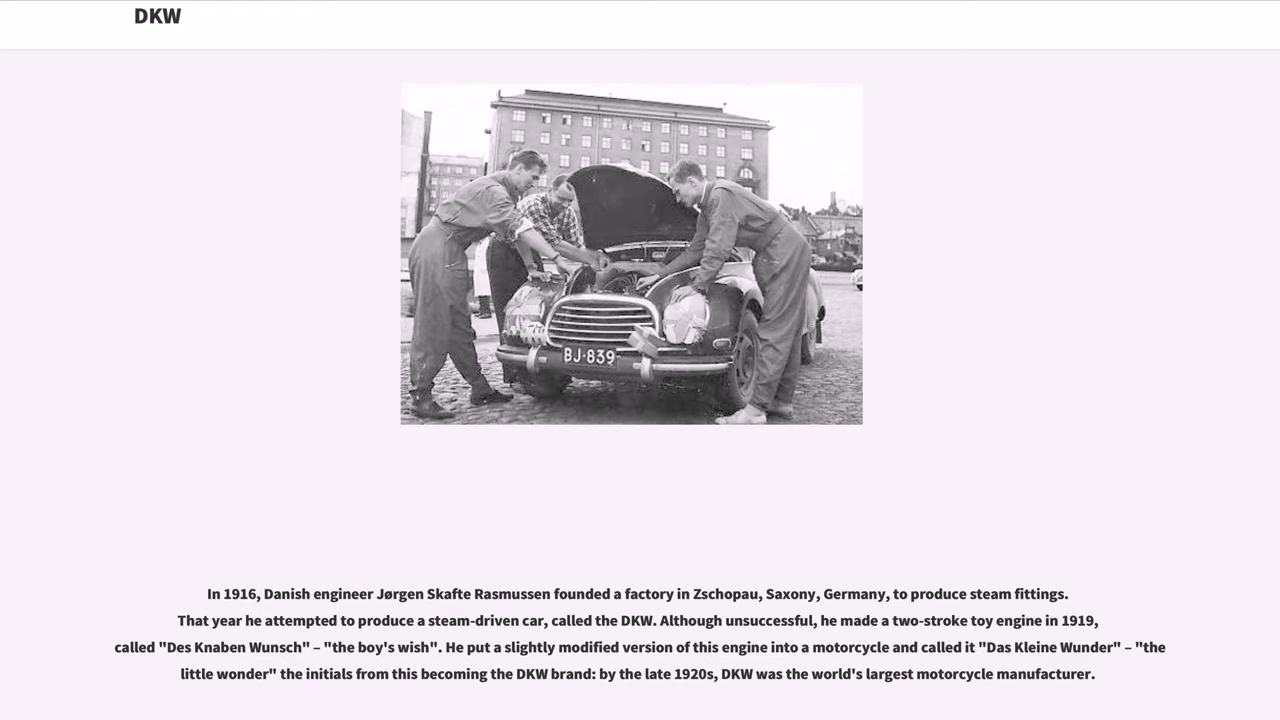 DKW
BJ-839
In 1916, Danish engineer Jørgen Skafte Rasmussen founded a factory in Zschopau, Saxony, Germany, to produce steam fittings.
That year he attempted to produce a steam-driven car, called the DKW. Although unsuccessful, he made a two-stroke toy engine in 1919,
called "Des Knaben Wunsch" – "the boy's wish". He put a slightly modified version of this engine into a motorcycle and called it "Das Kleine Wunder" – "the
little wonder" the initials from this becoming the DKW brand: by the late 1920s, DKW was the world's largest motorcycle manufacturer.